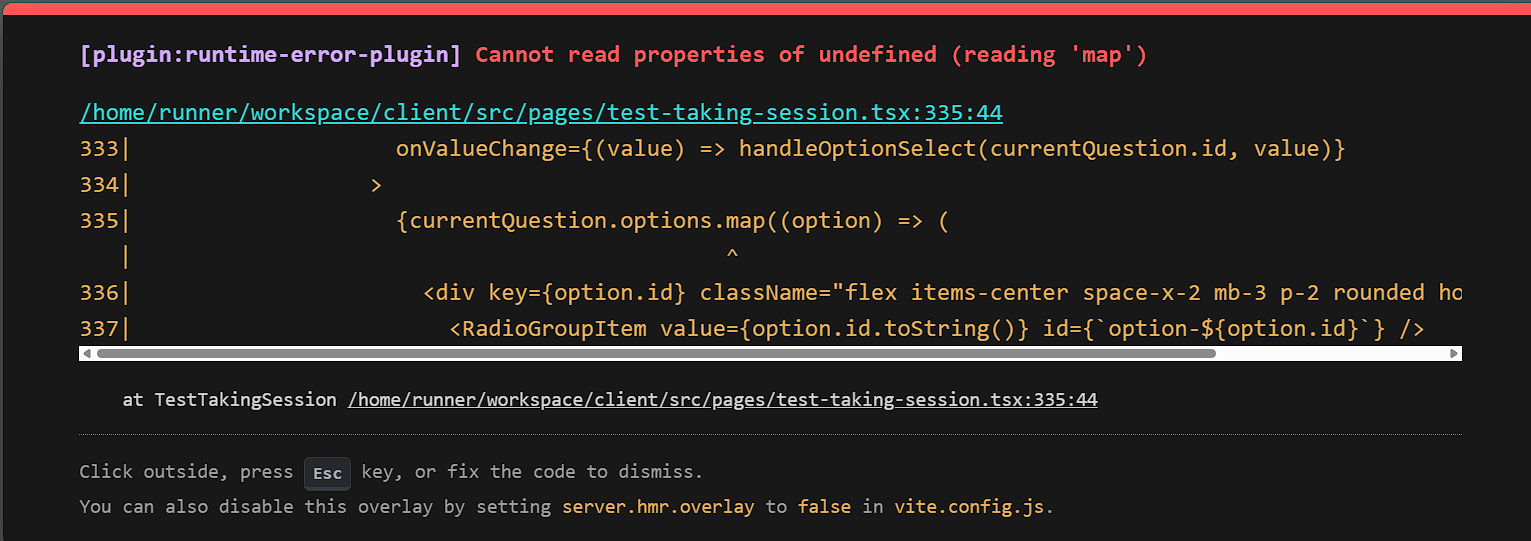 [plugin:runtime-error-plugin] Cannot read properties of undefined (reading 'map')
/home/runner/workspace/client/src/pages/test-taking-session.tsx:335:44
333|                    onValueChange={(value) => handleOptionSelect(currentQuestion.id, value)}
334|                  >
335|                    {currentQuestion.options.map((option) => (
   |                                             ^
336|                      <div key={option.id} className="flex items-center space-x-2 mb-3 p-2 rounded ho
337|                        <RadioGroupItem value={option.id.toString()} id={`option-${option.id}`} />
at TestTakingSession /home/runner/workspace/client/src/pages/test-taking-session.tsx:335:44
Click outside, press Esc key, or fix the code to dismiss.
You can also disable this overlay by setting server.hmr.overlay to false in vite.config.js.